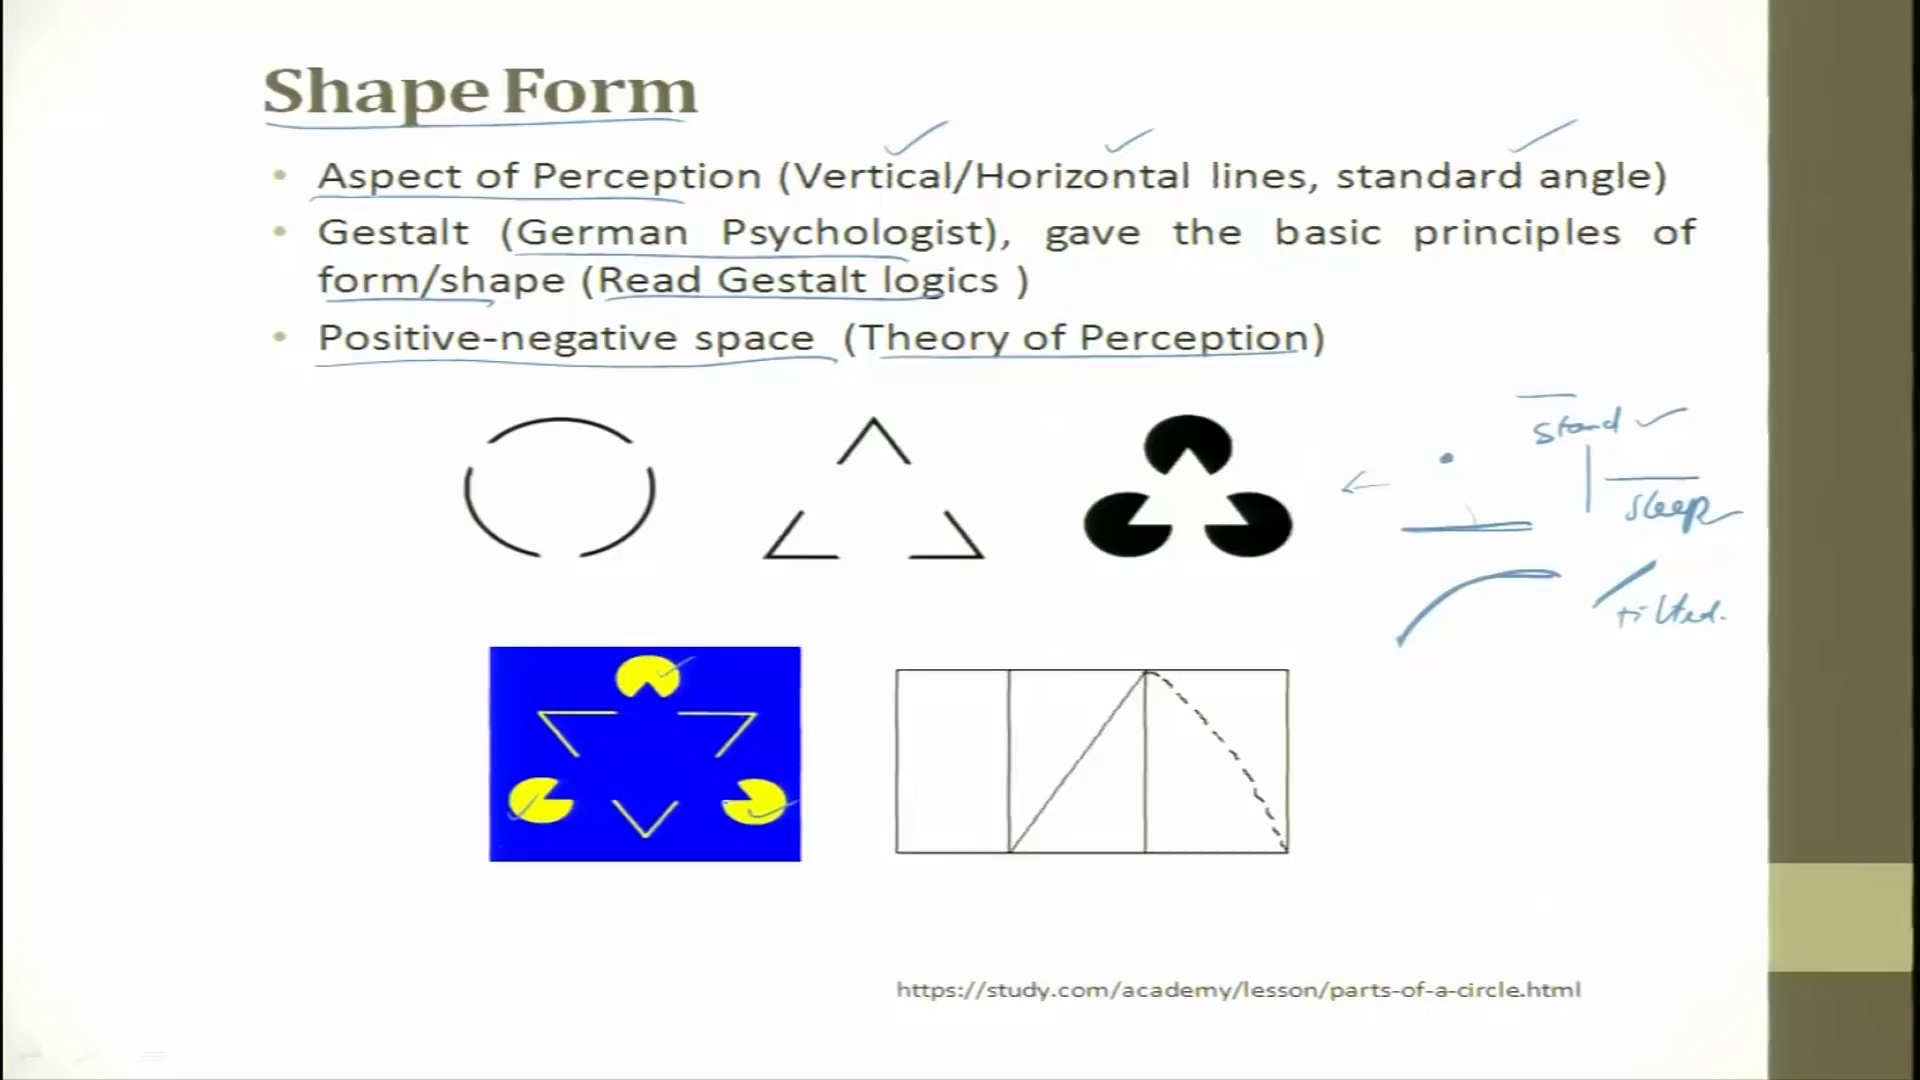 Shape Form
• Aspect of Perception (Vertical/Horizontal lines, standard angle)
• Gestalt (German Psychologist), gave the basic principles of
form/shape (Read Gestalt logics )
• Positive-negative space (Theory of Perception)
stand
sleep
tilted.
https://study.com/academy/lesson/parts-of-a-circle.html